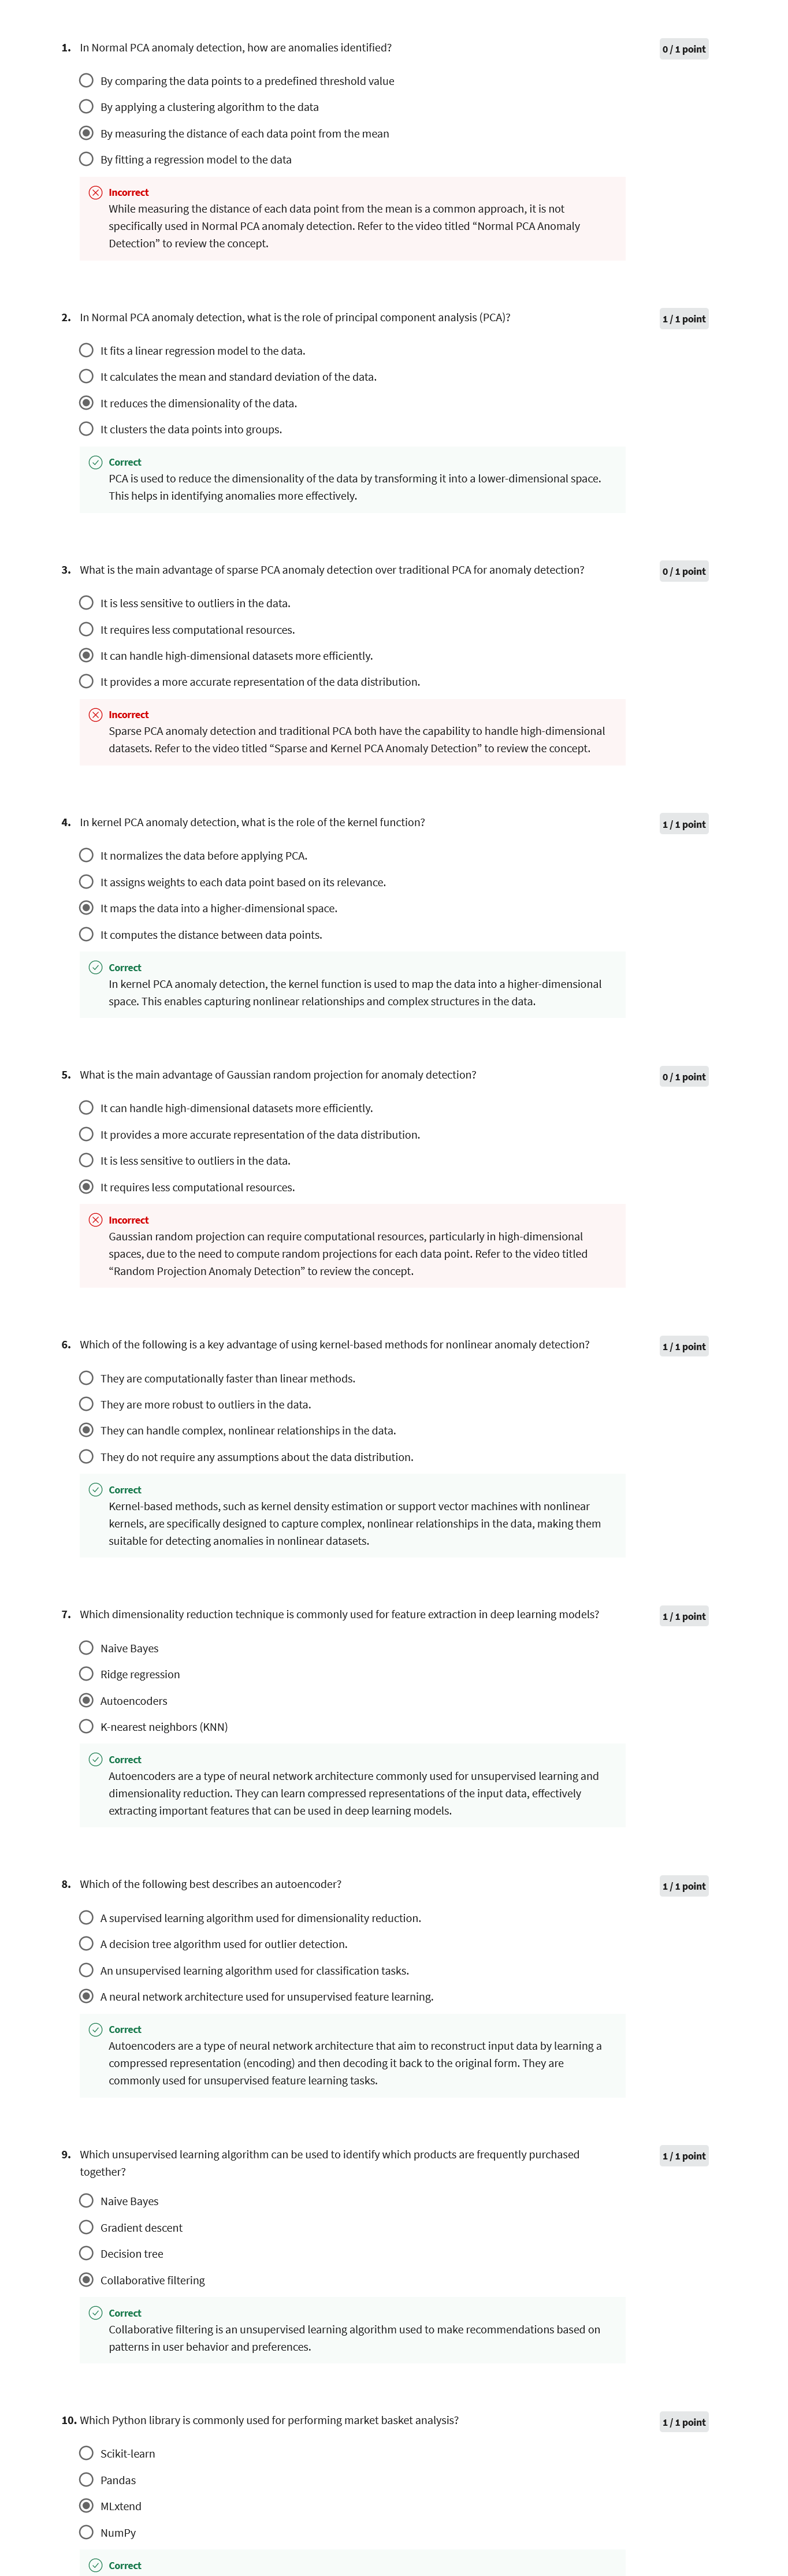 1. In Normal PCA anomaly detection, how are anomalies identified?
0 / 1 point
By comparing the data points to a predefined threshold value
By applying a clustering algorithm to the data
By measuring the distance of each data point from the mean
By fitting a regression model to the data
Incorrect
While measuring the distance of each data point from the mean is a common approach, it is not
specifically used in Normal PCA anomaly detection. Refer to the video titled “Normal PCA Anomaly
Detection” to review the concept.
2. In Normal PCA anomaly detection, what is the role of principal component analysis (PCA)?
1 / 1 point
It fits a linear regression model to the data.
It calculates the mean and standard deviation of the data.
It reduces the dimensionality of the data.
It clusters the data points into groups.
Correct
PCA is used to reduce the dimensionality of the data by transforming it into a lower-dimensional space.
This helps in identifying anomalies more effectively.
3. What is the main advantage of sparse PCA anomaly detection over traditional PCA for anomaly detection?
0 / 1 point
It is less sensitive to outliers in the data.
It requires less computational resources.
It can handle high-dimensional datasets more efficiently.
It provides a more accurate representation of the data distribution.
Incorrect
Sparse PCA anomaly detection and traditional PCA both have the capability to handle high-dimensional
datasets. Refer to the video titled “Sparse and Kernel PCA Anomaly Detection” to review the concept.
4. In kernel PCA anomaly detection, what is the role of the kernel function?
1 / 1 point
It normalizes the data before applying PCA.
It assigns weights to each data point based on its relevance.
It maps the data into a higher-dimensional space.
It computes the distance between data points.
Correct
In kernel PCA anomaly detection, the kernel function is used to map the data into a higher-dimensional
space. This enables capturing nonlinear relationships and complex structures in the data.
5. What is the main advantage of Gaussian random projection for anomaly detection?
0 / 1 point
It can handle high-dimensional datasets more efficiently.
It provides a more accurate representation of the data distribution.
It is less sensitive to outliers in the data.
It requires less computational resources.
Incorrect
Gaussian random projection can require computational resources, particularly in high-dimensional
spaces, due to the need to compute random projections for each data point. Refer to the video titled
“Random Projection Anomaly Detection” to review the concept.
6. Which of the following is a key advantage of using kernel-based methods for nonlinear anomaly detection?
1 / 1 point
They are computationally faster than linear methods.
They are more robust to outliers in the data.
They can handle complex, nonlinear relationships in the data.
They do not require any assumptions about the data distribution.
Correct
Kernel-based methods, such as kernel density estimation or support vector machines with nonlinear
kernels, are specifically designed to capture complex, nonlinear relationships in the data, making them
suitable for detecting anomalies in nonlinear datasets.
7. Which dimensionality reduction technique is commonly used for feature extraction in deep learning models?
1 / 1 point
Naive Bayes
Ridge regression
Autoencoders
K-nearest neighbors (KNN)
Correct
Autoencoders are a type of neural network architecture commonly used for unsupervised learning and
dimensionality reduction. They can learn compressed representations of the input data, effectively
extracting important features that can be used in deep learning models.
8. Which of the following best describes an autoencoder?
1 / 1 point
A supervised learning algorithm used for dimensionality reduction.
A decision tree algorithm used for outlier detection.
An unsupervised learning algorithm used for classification tasks.
A neural network architecture used for unsupervised feature learning.
Correct
Autoencoders are a type of neural network architecture that aim to reconstruct input data by learning a
compressed representation (encoding) and then decoding it back to the original form. They are
commonly used for unsupervised feature learning tasks.
9. Which unsupervised learning algorithm can be used to identify which products are frequently purchased
together?
1 / 1 point
Naive Bayes
Gradient descent
Decision tree
Collaborative filtering
Correct
Collaborative filtering is an unsupervised learning algorithm used to make recommendations based on
patterns in user behavior and preferences.
10. Which Python library is commonly used for performing market basket analysis?
1 / 1 point
Scikit-learn
Pandas
MLxtend
NumPy
Correct